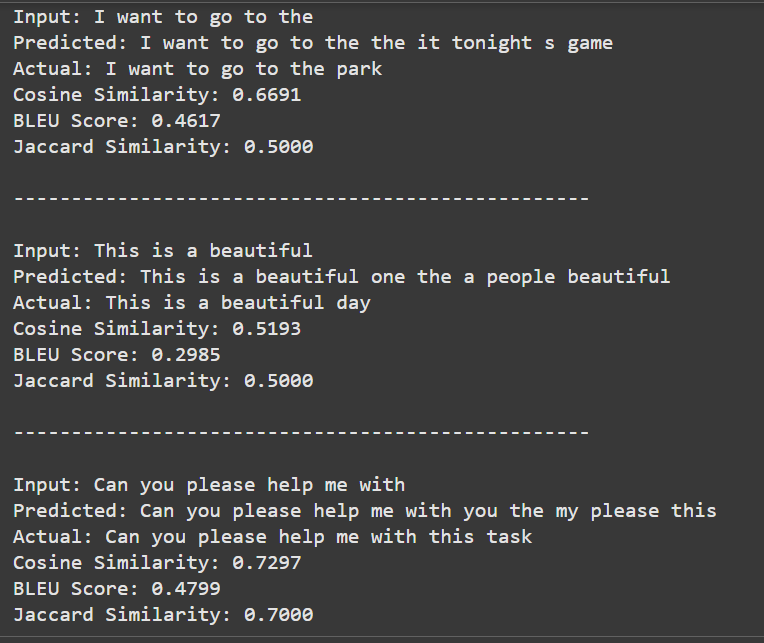 Input: I want to go to the
Predicted: I want to go to the the it tonight s game
Actual: I want to go to the park
Cosine Similarity: 0.6691
BLEU Score: 0.4617
Jaccard Similarity: 0.5000
--------------------------------------------------
Input: This is a beautiful
Predicted: This is a beautiful one the a people beautiful
Actual: This is a beautiful day
Cosine Similarity: 0.5193
BLEU Score: 0.2985
Jaccard Similarity: 0.5000
--------------------------------------------------
Input: Can you please help me with
Predicted: Can you please help me with you the my please this
Actual: Can you please help me with this task
Cosine Similarity: 0.7297
BLEU Score: 0.4799
Jaccard Similarity: 0.7000